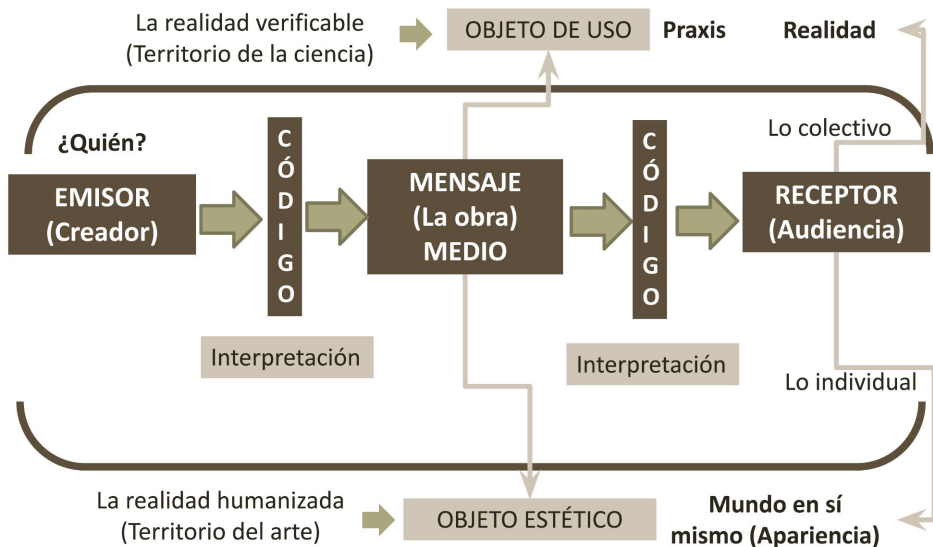 La realidad verificable
(Territorio de la ciencia)
OBJETO DE USO
Praxis
Realidad
¿Quién?
Lo colectivo
EMISOR
(Creador)
CÓDIGO
MENSAJE
(La obra)
MEDIO
CÓDIGO
RECEPTOR
(Audiencia)
Interpretación
Interpretación
Lo individual
La realidad humanizada
(Territorio del arte)
OBJETO ESTÉTICO
Mundo en sí
mismo (Apariencia)